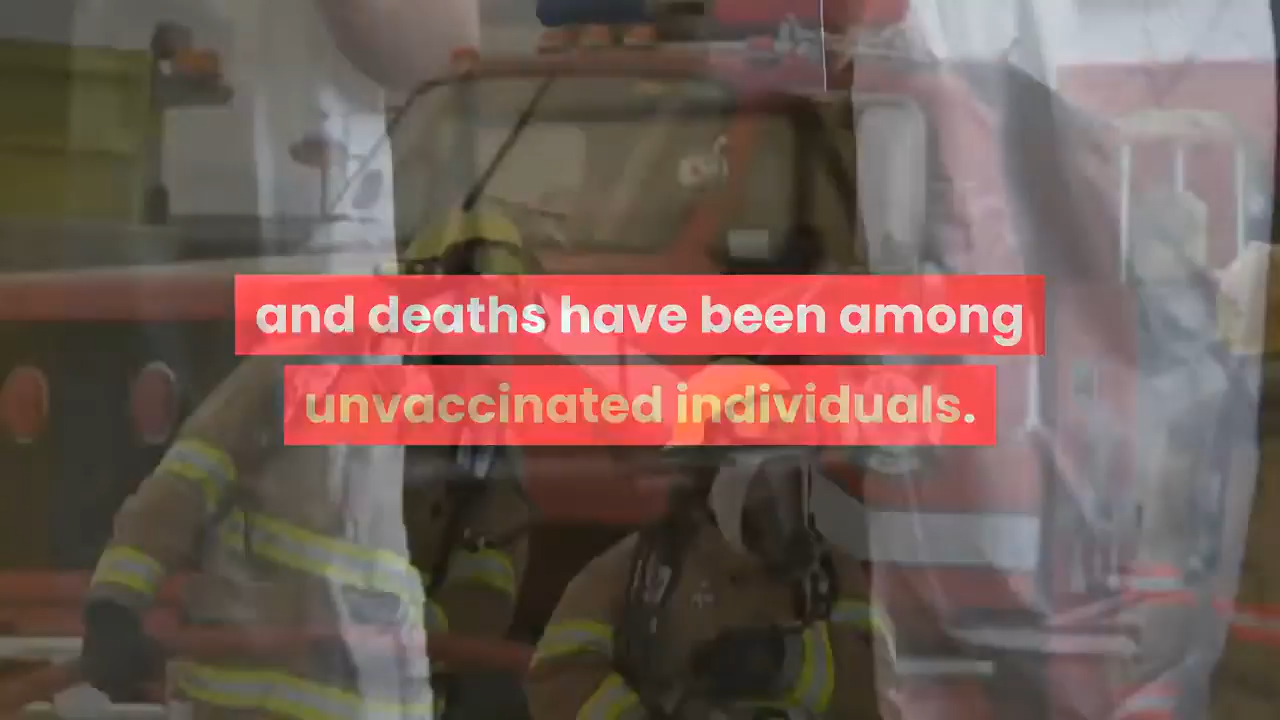 and deaths have been among
unvaccinated individuals.